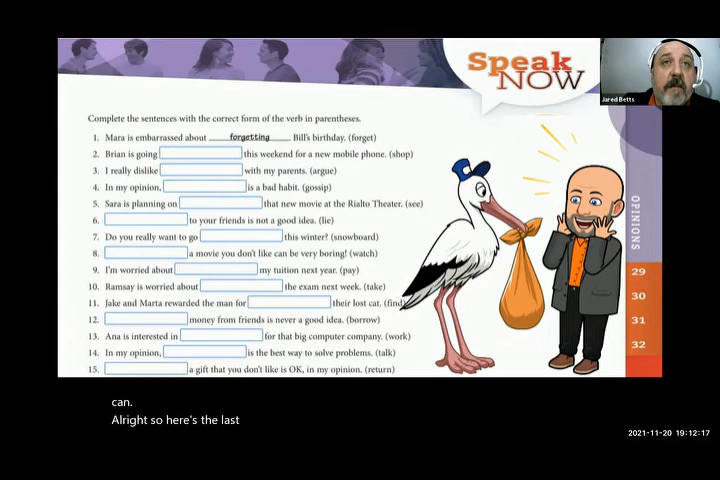 Speak
NOW
Jared Betts
Complete the sentences with the correct form of the verb in parentheses.
1. Mara is embarrassed about forgetting Bill's birthday. (forget)
2. Brian is going this weekend for a new mobile phone. (shop)
3. I really dislike with my parents. (argue)
4. In my opinion, is a bad habit. (gossip)
5. Sara is planning on that new movie at the Rialto Theater. (see)
6. to your friends is not a good idea. (lie)
7. Do you really want to go this winter? (snowboard)
8. a movie you don't like can be very boring! (watch)
9. I'm worried about my tuition next year. (pay)
10. Ramsay is worried about the exam next week. (take)
11. Jake and Marta rewarded the man for their lost cat. (find)
12. money from friends is never a good idea. (borrow)
13. Ana is interested in for that big computer company. (work)
14. In my opinion, is the best way to solve problems. (talk)
15. a gift that you don't like is OK, in my opinion. (return)
OPINIONS
29
30
31
32
can.
Alright so here's the last
2021-11-20 19:12:17